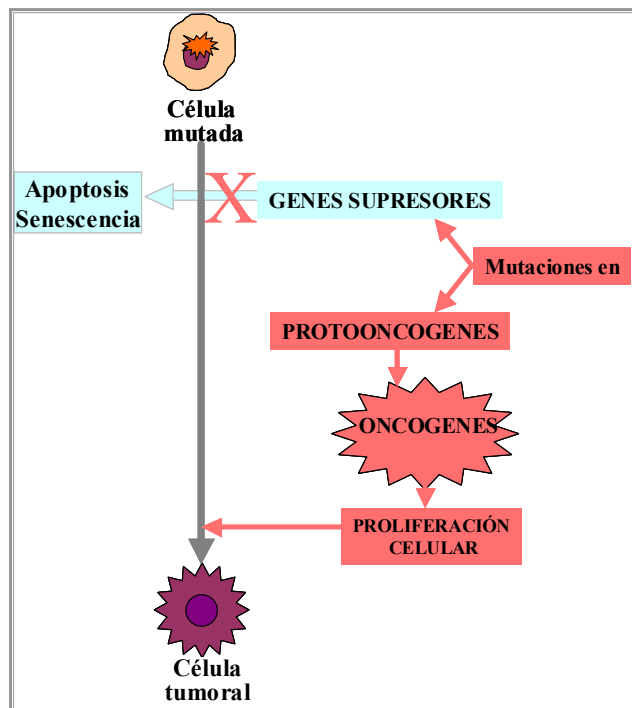 Célula
mutada
Apoptosis
Senescencia
X
GENES SUPRESORES
Mutaciones en
PROTOONCOGENES
ONCOGENES
PROLIFERACIÓN
CELULAR
Célula
tumoral